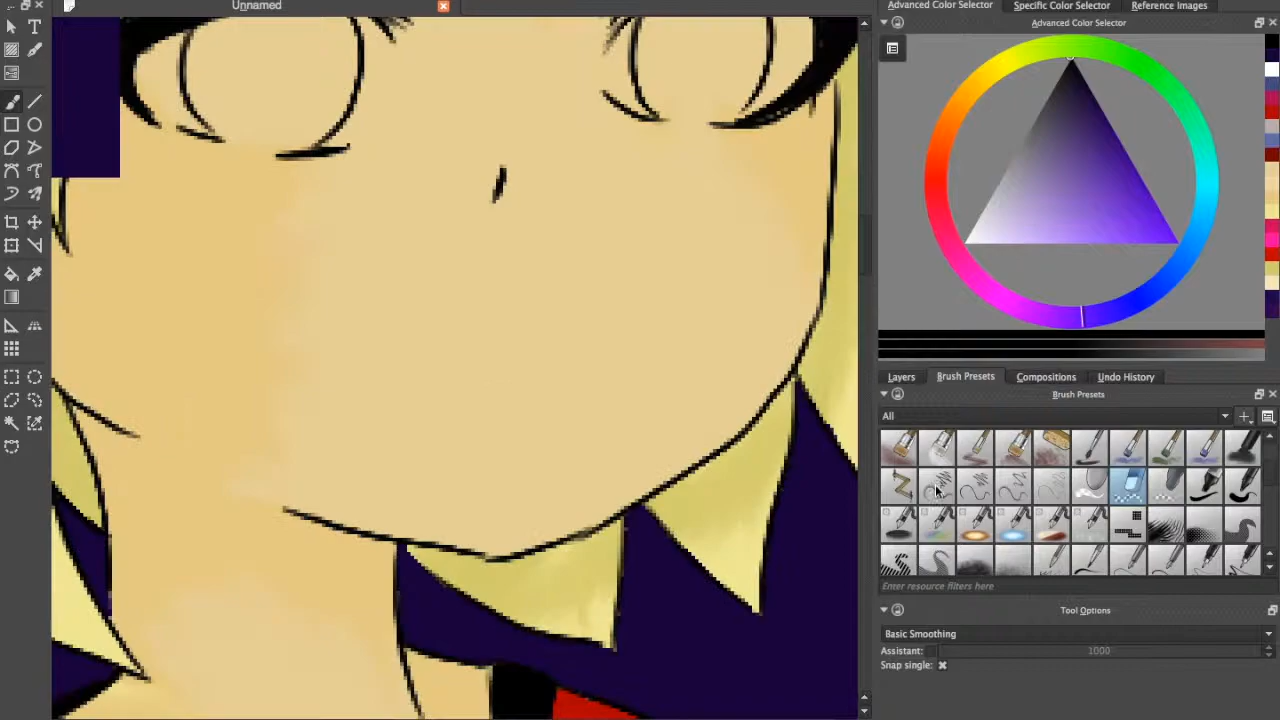 Unnamed
Advanced Color Selector
Specific Color Selector
Reference Images
Advanced Color Selector
Layers
Brush Presets
Compositions
Undo History
Brush Presets
All
Enter resource filters here
Tool Options
Basic Smoothing
Assistant:
1000
Snap single: